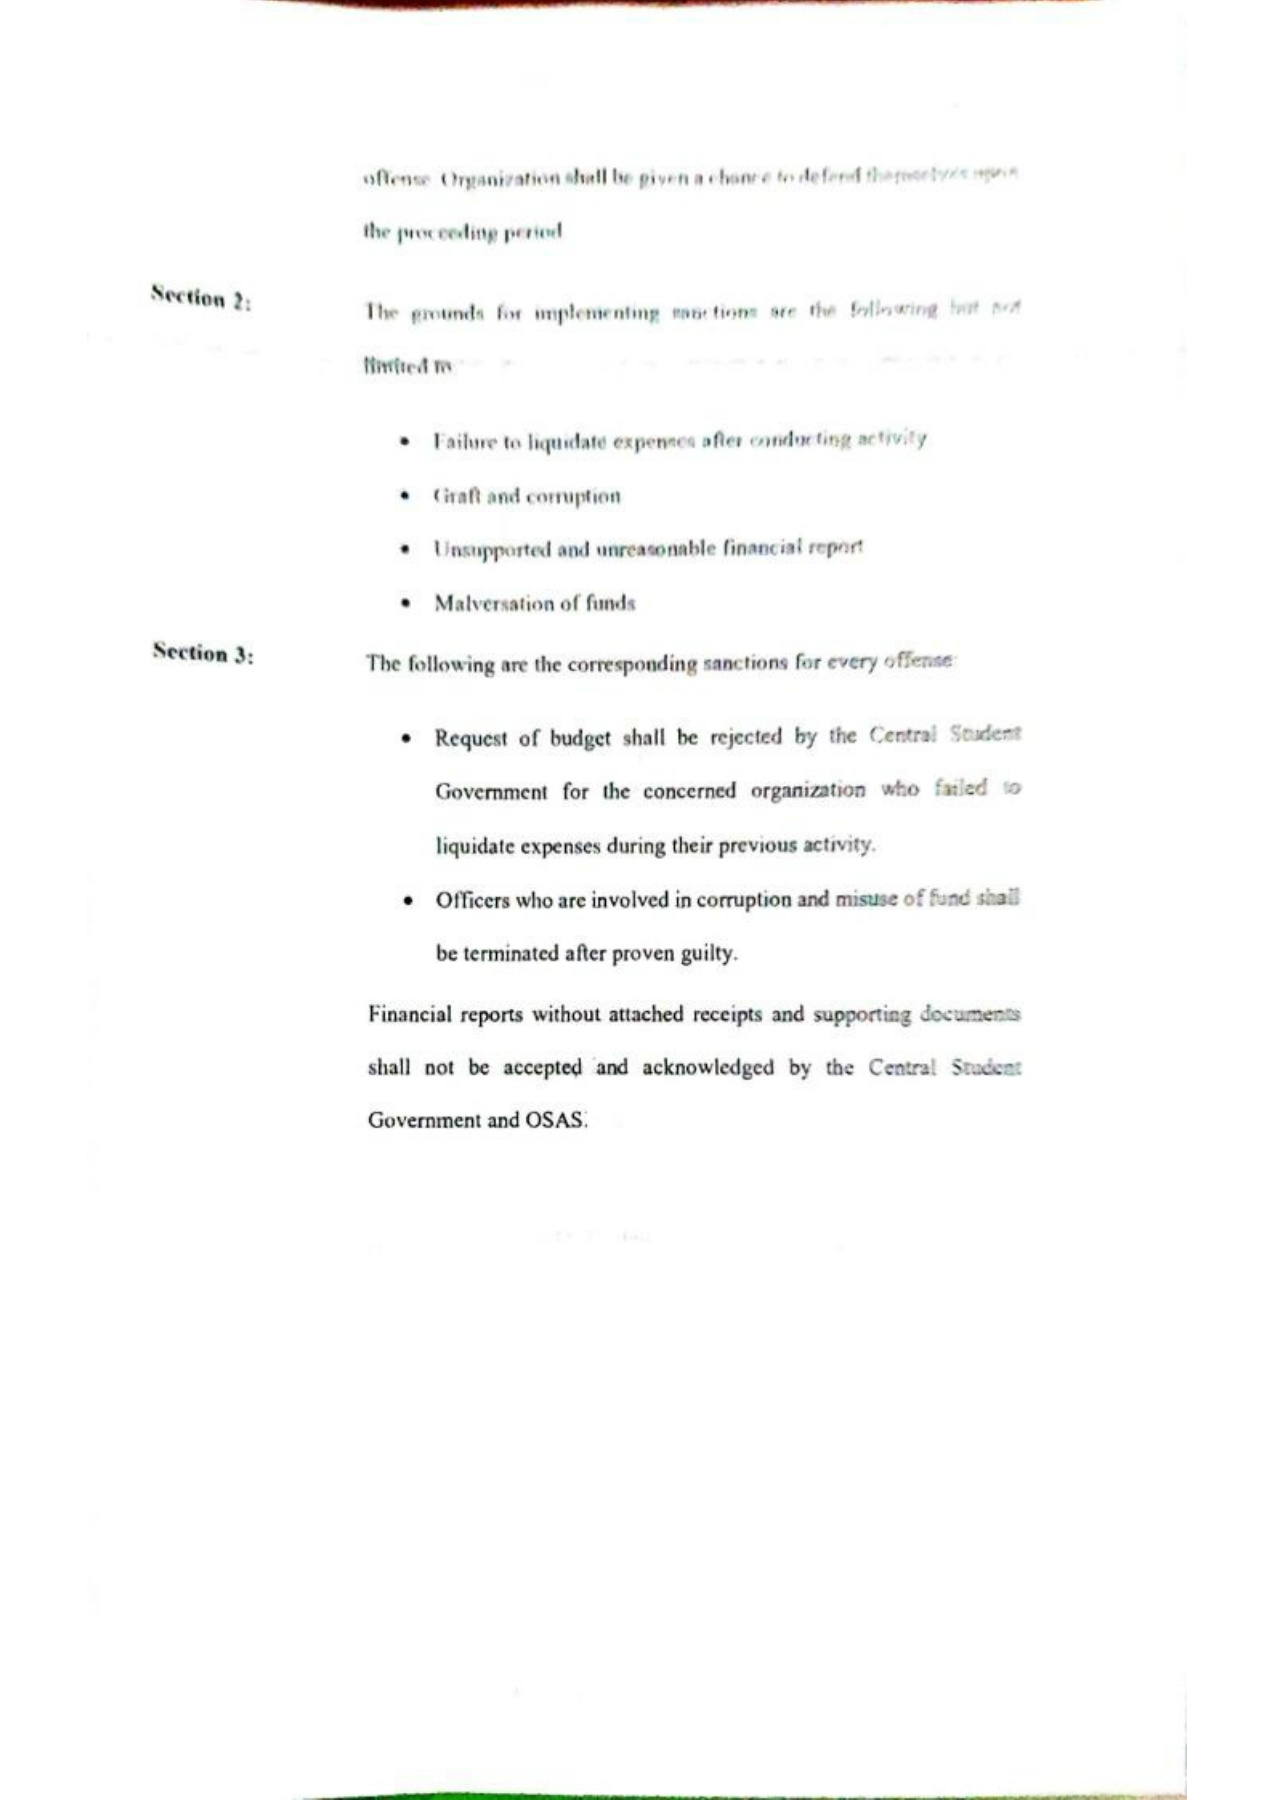 offense Organization shall be given a chance to defend themselves upon
the proceeding period
Section 2:
The grounds for implementing sanctions are the following but not
limited to
• Failure to liquidate expenses after conducting activity
• Graft and corruption
• Unsupported and unreasonable financial report
• Malversation of funds
Section 3:
The following are the corresponding sanctions for every offense
• Request of budget shall be rejected by the Central Student
Government for the concerned organization who failed to
liquidate expenses during their previous activity.
• Officers who are involved in corruption and misuse of fund shall
be terminated after proven guilty.
Financial reports without attached receipts and supporting documents
shall not be accepted and acknowledged by the Central Student
Government and OSAS.